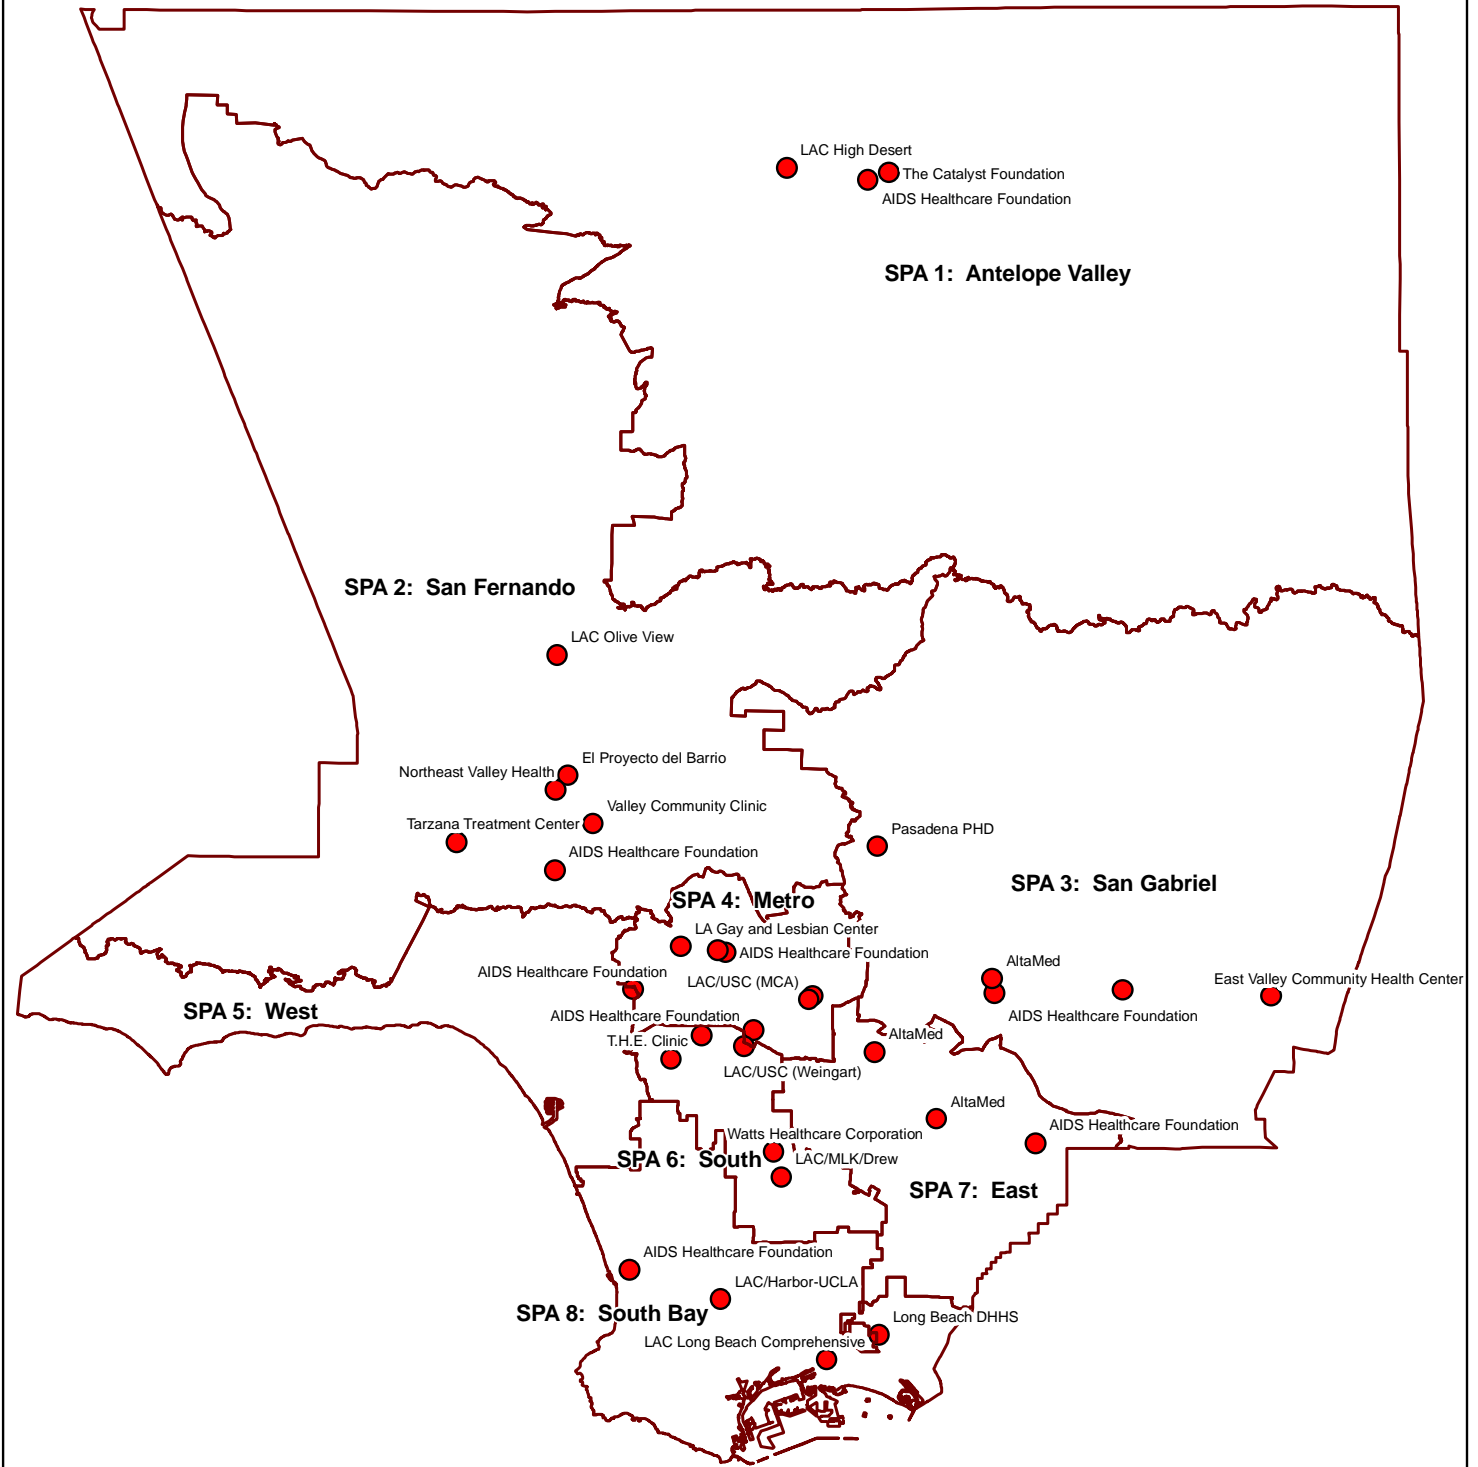 LAC High Desert
The Catalyst Foundation
AIDS Healthcare Foundation
SPA 1: Antelope Valley
SPA 2: San Fernando
LAC Olive View
El Proyecto del Barrio
Northeast Valley Health
Valley Community Clinic
Tarzana Treatment Center
Pasadena PHD
AIDS Healthcare Foundation
SPA 3: San Gabriel
SPA 4: Metro
LA Gay and Lesbian Center
AIDS Healthcare Foundation
AltaMed
AIDS Healthcare Foundation
LAC/USC (MCA)
East Valley Community Health Center
SPA 5: West
AIDS Healthcare Foundation
AIDS Healthcare Foundation
T.H.E. Clinic
AltaMed
LAC/USC (Weingart)
AltaMed
AIDS Healthcare Foundation
Watts Healthcare Corporation
SPA 6: South
LAC/MLK/Drew
SPA 7: East
AIDS Healthcare Foundation
LAC/Harbor-UCLA
SPA 8: South Bay
Long Beach DHHS
LAC Long Beach Comprehensive